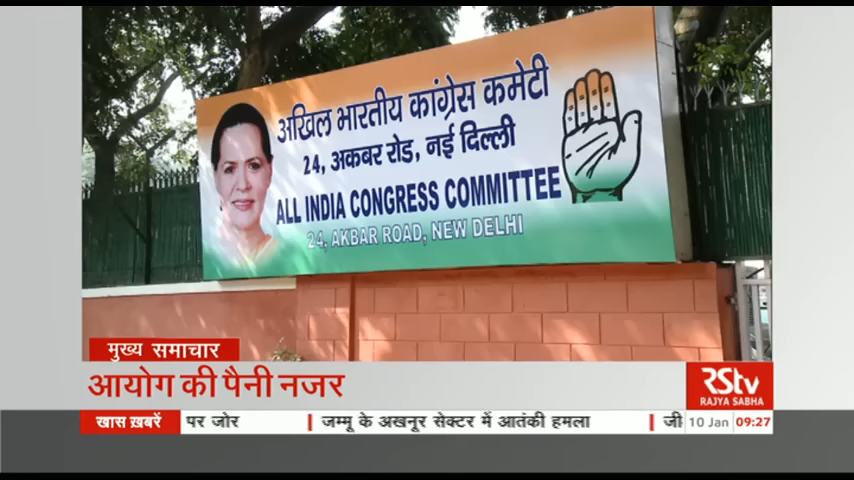 अखिल भारतीय कांग्रेस कमेटी
24, अकबर रोड, नई दिल्ली
ALL INDIA CONGRESS COMMITTEE
24, AKBAR ROAD, NEW DELHI
मुख्य समाचार
आयोग की पैनी नजर
RStv
RAJYA SABHA
खास ख़बरें पर जोर जम्मू के अखनूर सेक्टर में आतंकी हमला जी 10 Jan 09:27